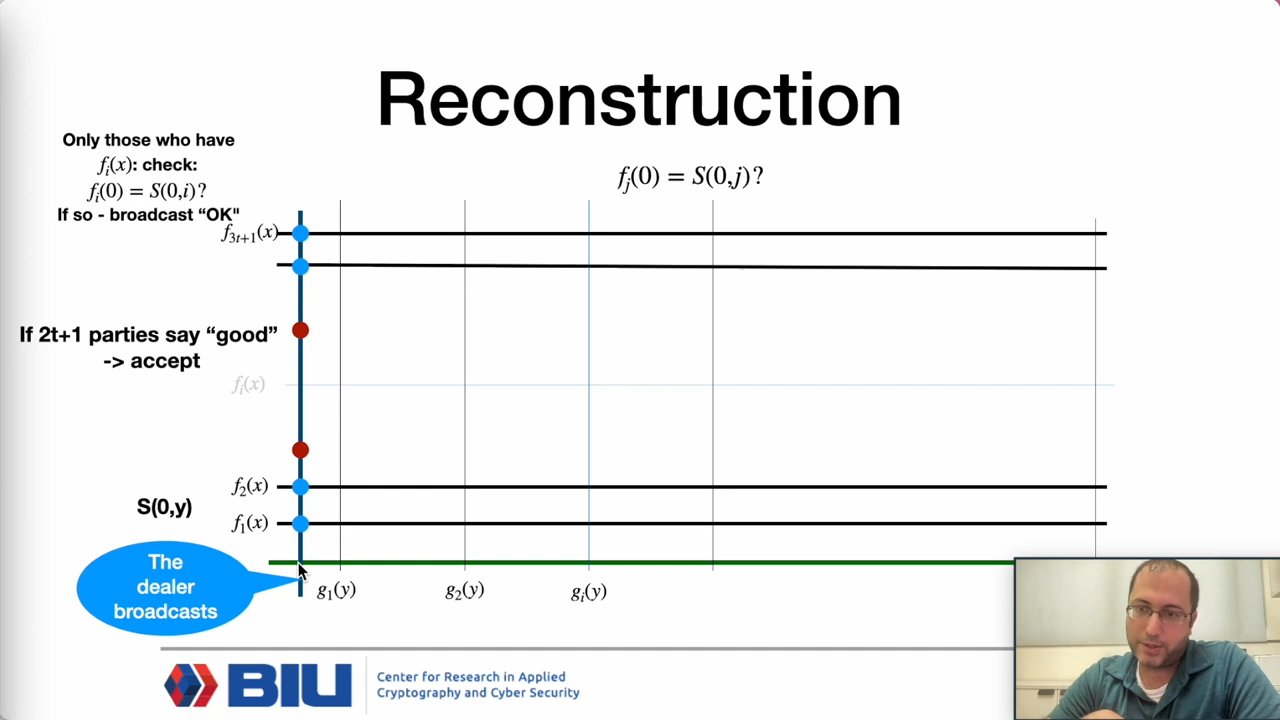 Reconstruction
Only those who have
fᵢ(x): check:
fᵢ(0) = S(0,i)?
If so - broadcast “OK"
fⱼ(0) = S(0,j)?
f₃ₜ₊₁(x)
If 2t+1 parties say “good”
-> accept
fᵢ(x)
f₂(x)
S(0,y)
f₁(x)
The
dealer
broadcasts
g₁(y)
g₂(y)
gᵢ(y)
BIU
Center for Research in Applied
Cryptography and Cyber Security